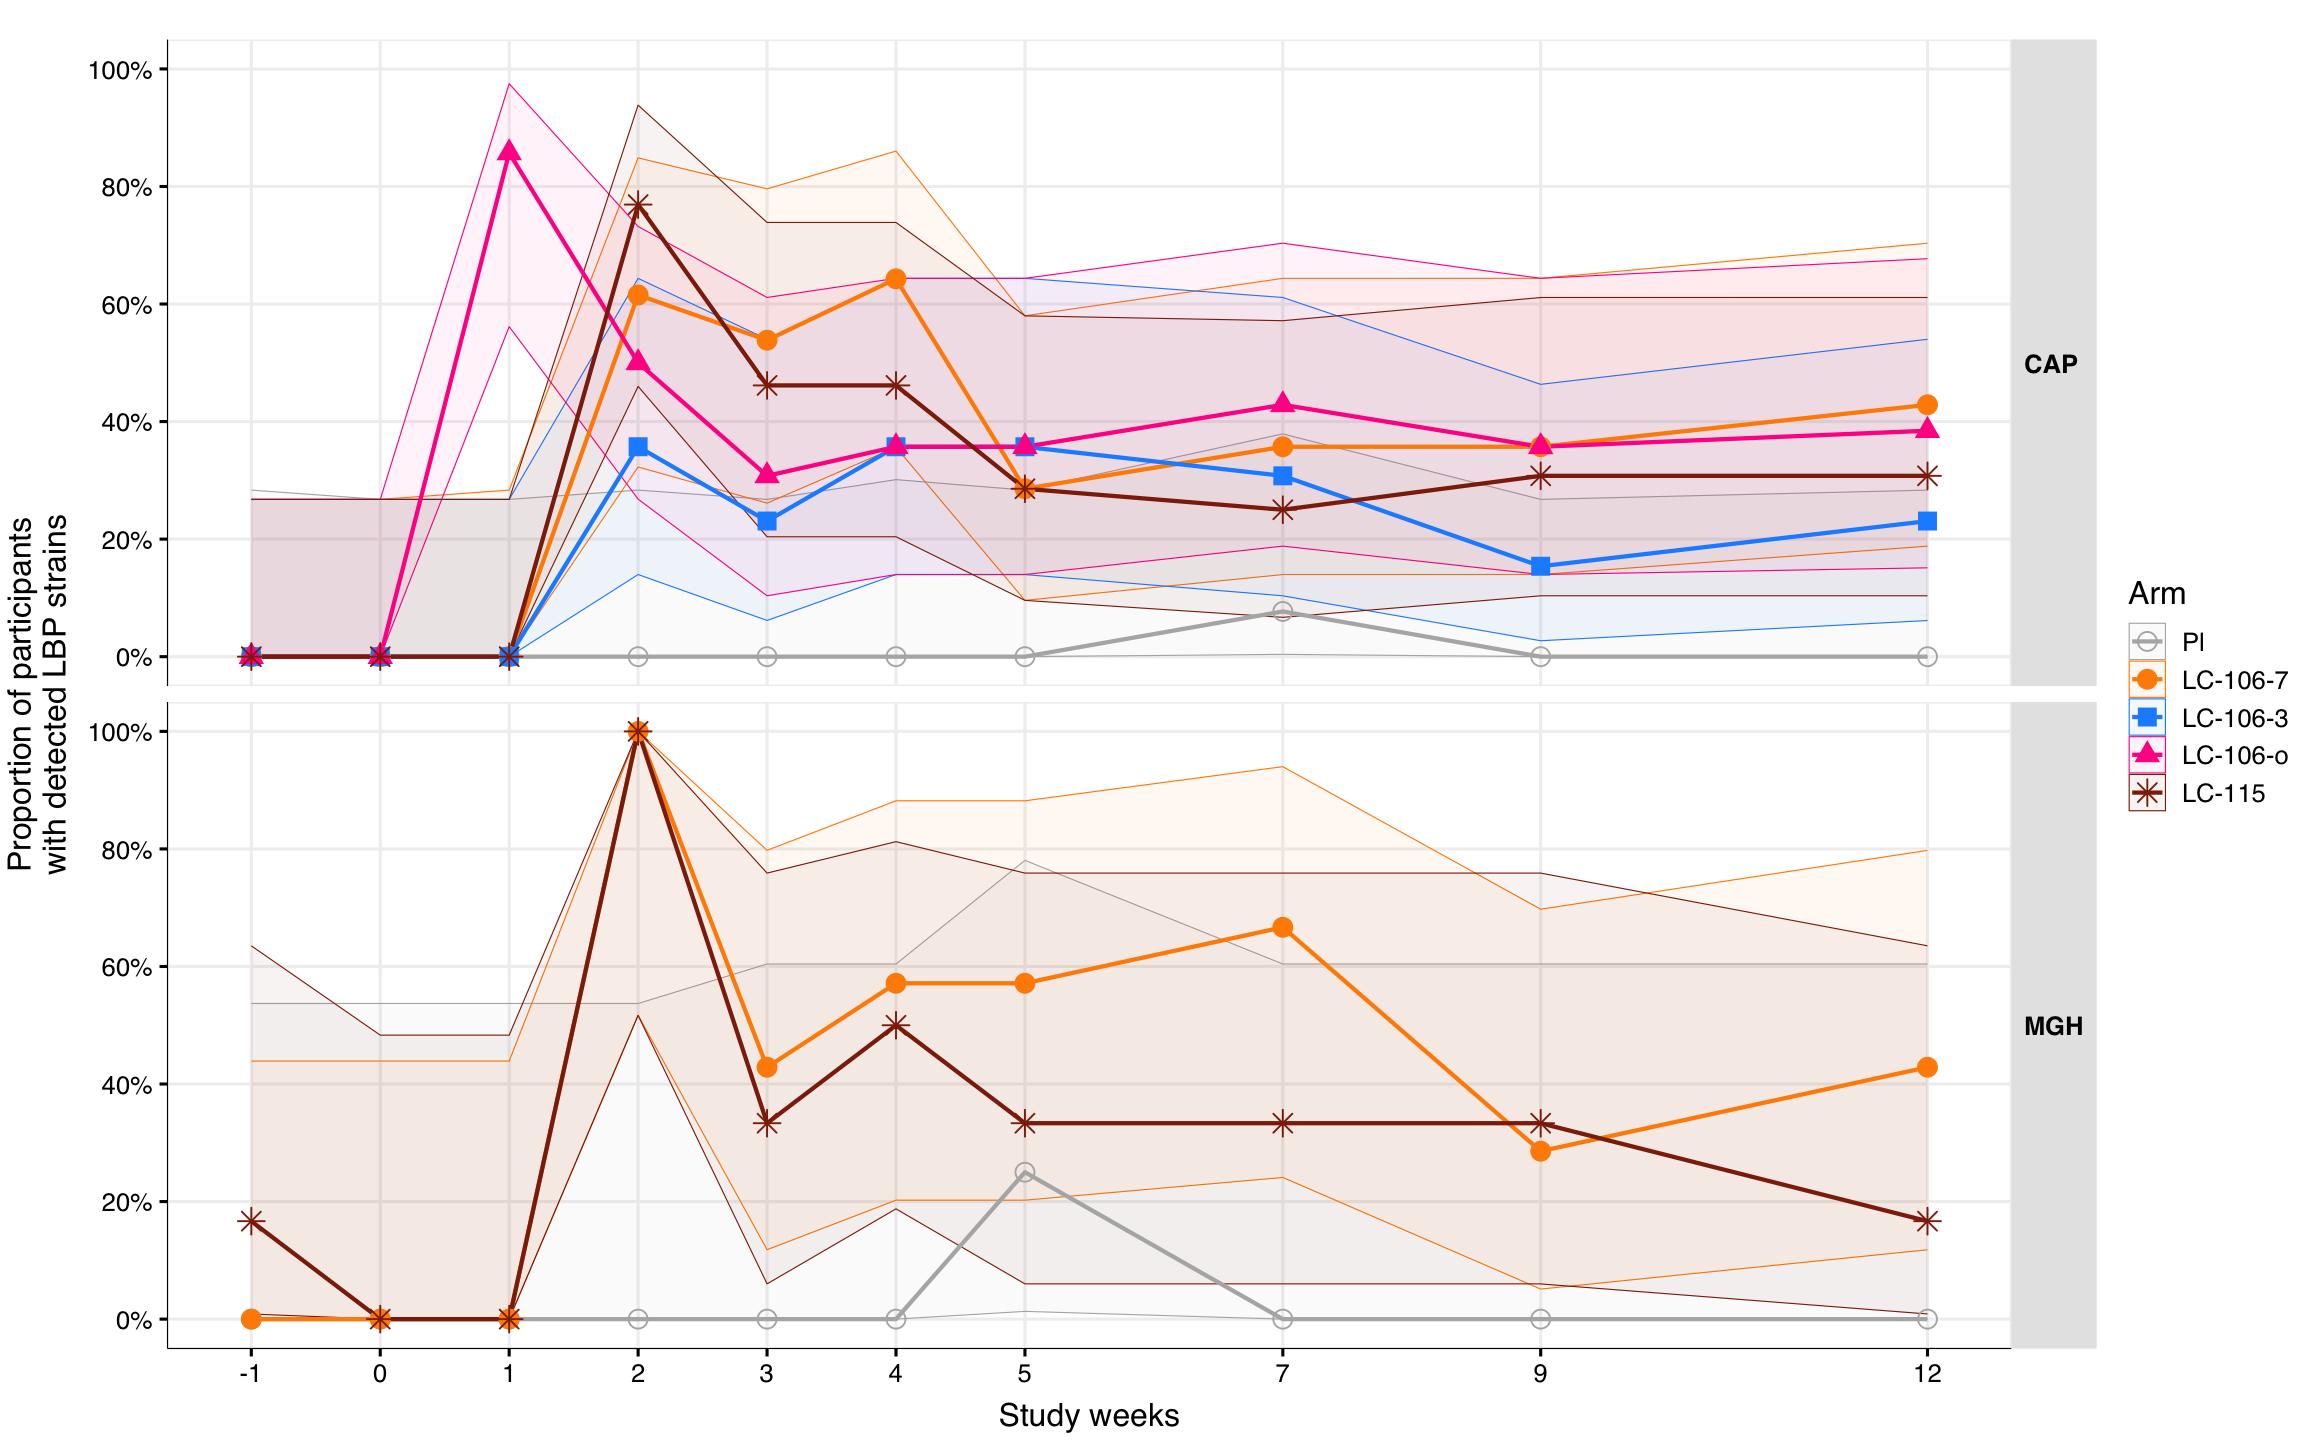 Proportion of participants
with detected LBP strains
100%
80%
60%
40%
20%
0%
CAP
100%
80%
60%
40%
20%
0%
MGH
-1 0 1 2 3 4 5 7 9 12
Study weeks
Arm
Pl
LC-106-7
LC-106-3
LC-106-o
LC-115